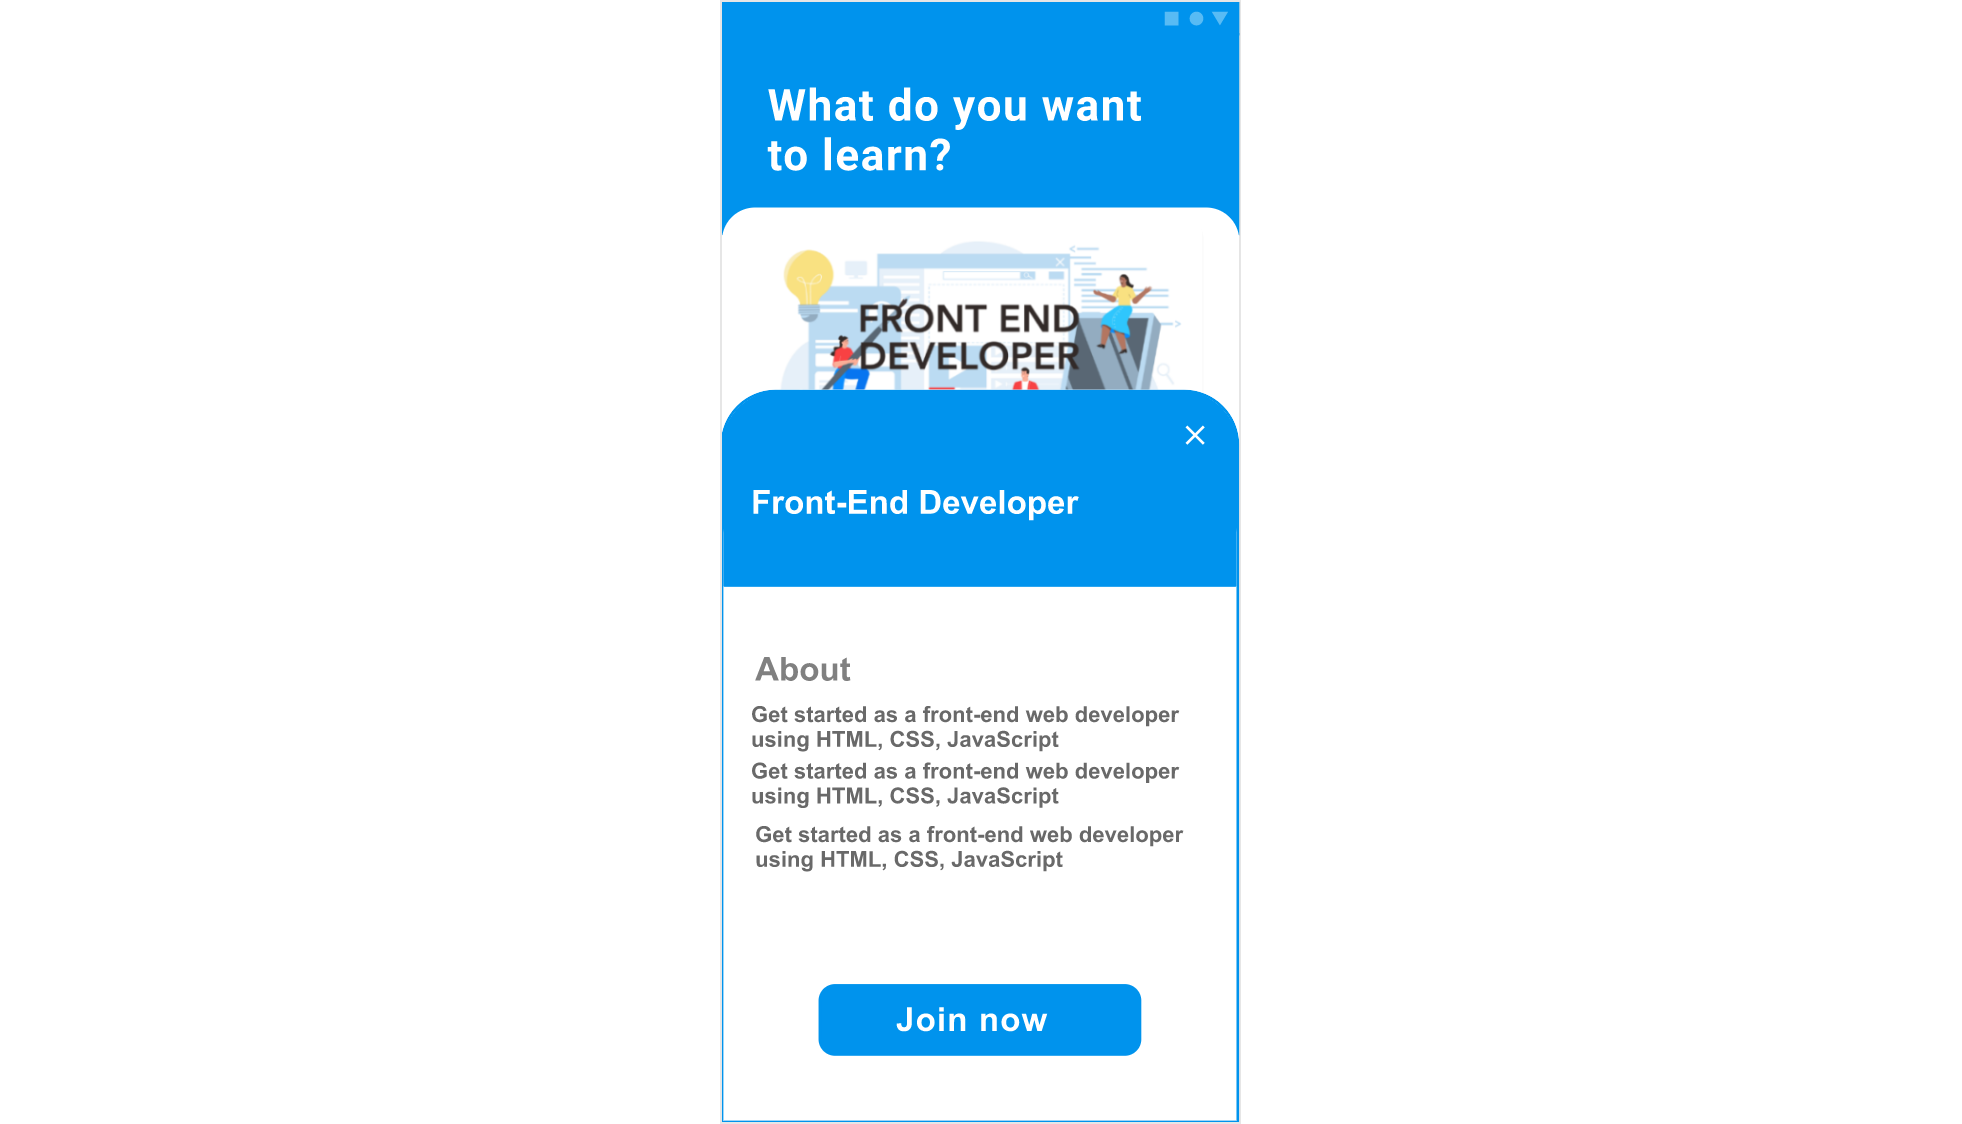 What do you want
to learn?
FRONT END
DEVELOPER
Front-End Developer
About
Get started as a front-end web developer
using HTML, CSS, JavaScript
Get started as a front-end web developer
using HTML, CSS, JavaScript
Get started as a front-end web developer
using HTML, CSS, JavaScript
Join now